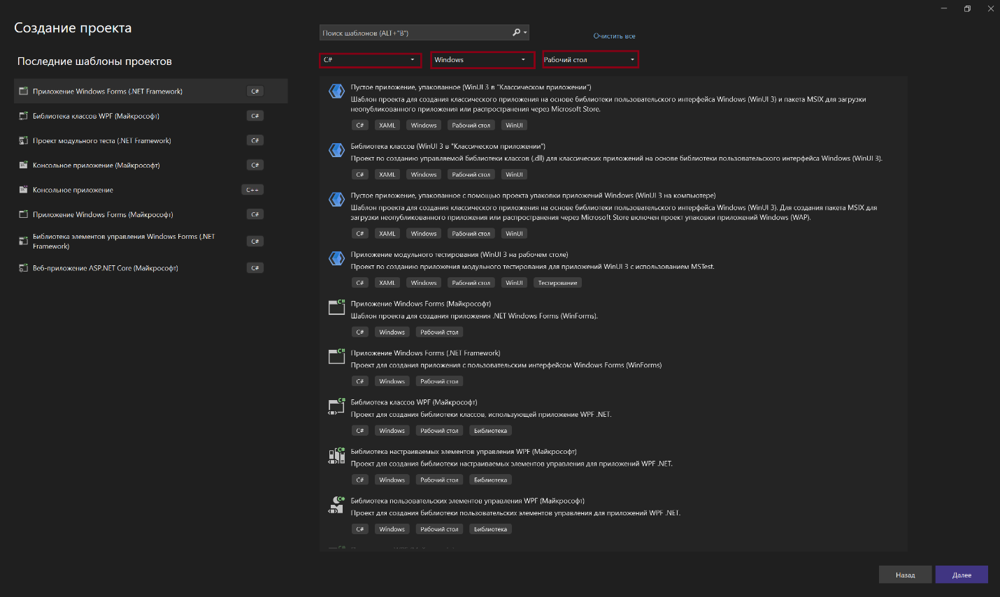 Создание проекта
Последние шаблоны проектов
Приложение Windows Forms (.NET Framework) C#
Библиотека классов WPF (Майкрософт) C#
Проект модульного теста (.NET Framework) C#
Консольное приложение (Майкрософт) C#
Консольное приложение C++
Приложение Windows Forms (Майкрософт) C#
Библиотека элементов управления Windows Forms (.NET
Framework) C#
Веб-приложение ASP.NET Core (Майкрософт) C#
Поиск шаблонов (ALT+"В")
Очистить все
C# Windows Рабочий стол
Пустое приложение, упакованное (WinUI 3 в "Классическом приложении")
Шаблон проекта для создания классического приложения на основе библиотеки пользовательского интерфейса Windows (WinUI 3) и пакета MSIX для загрузки
неопубликованного приложения или распространения через Microsoft Store.
C# XAML Windows Рабочий стол WinUI
Библиотека классов (WinUI 3 в "Классическом приложении")
Проект по созданию управляемой библиотеки классов (.dll) для классических приложений на основе библиотеки пользовательского интерфейса Windows (WinUI 3).
C# XAML Windows Рабочий стол WinUI
Пустое приложение, упакованное с помощью проекта упаковки приложений Windows (WinUI 3 на компьютере)
Шаблон проекта для создания классического приложения на основе библиотеки пользовательского интерфейса Windows (WinUI 3). Для создания пакета MSIX для
загрузки неопубликованного приложения или распространения через Microsoft Store включен проект упаковки приложений Windows (WAP).
C# XAML Windows Рабочий стол WinUI
Приложение модульного тестирования (WinUI 3 на рабочем столе)
Проект по созданию приложения модульного тестирования для приложений WinUI 3 с использованием MSTest.
C# XAML Windows Рабочий стол WinUI Тестирование
Приложение Windows Forms (Майкрософт)
Шаблон проекта для создания приложения .NET Windows Forms (WinForms).
C# Windows Рабочий стол
Приложение Windows Forms (.NET Framework)
Проект для создания приложения с пользовательским интерфейсом Windows Forms (WinForms)
C# Windows Рабочий стол
Библиотека классов WPF (Майкрософт)
Проект для создания библиотеки классов, использующей приложение WPF .NET.
C# Windows Рабочий стол Библиотека
Библиотека настраиваемых элементов управления WPF (Майкрософт)
Проект для создания библиотеки настраиваемых элементов управления для приложений WPF .NET.
C# Windows Рабочий стол Библиотека
Библиотека пользовательских элементов управления WPF (Майкрософт)
Проект для создания библиотеки пользовательских элементов управления для приложений WPF .NET.
C# Windows Рабочий стол Библиотека
Назад Далее